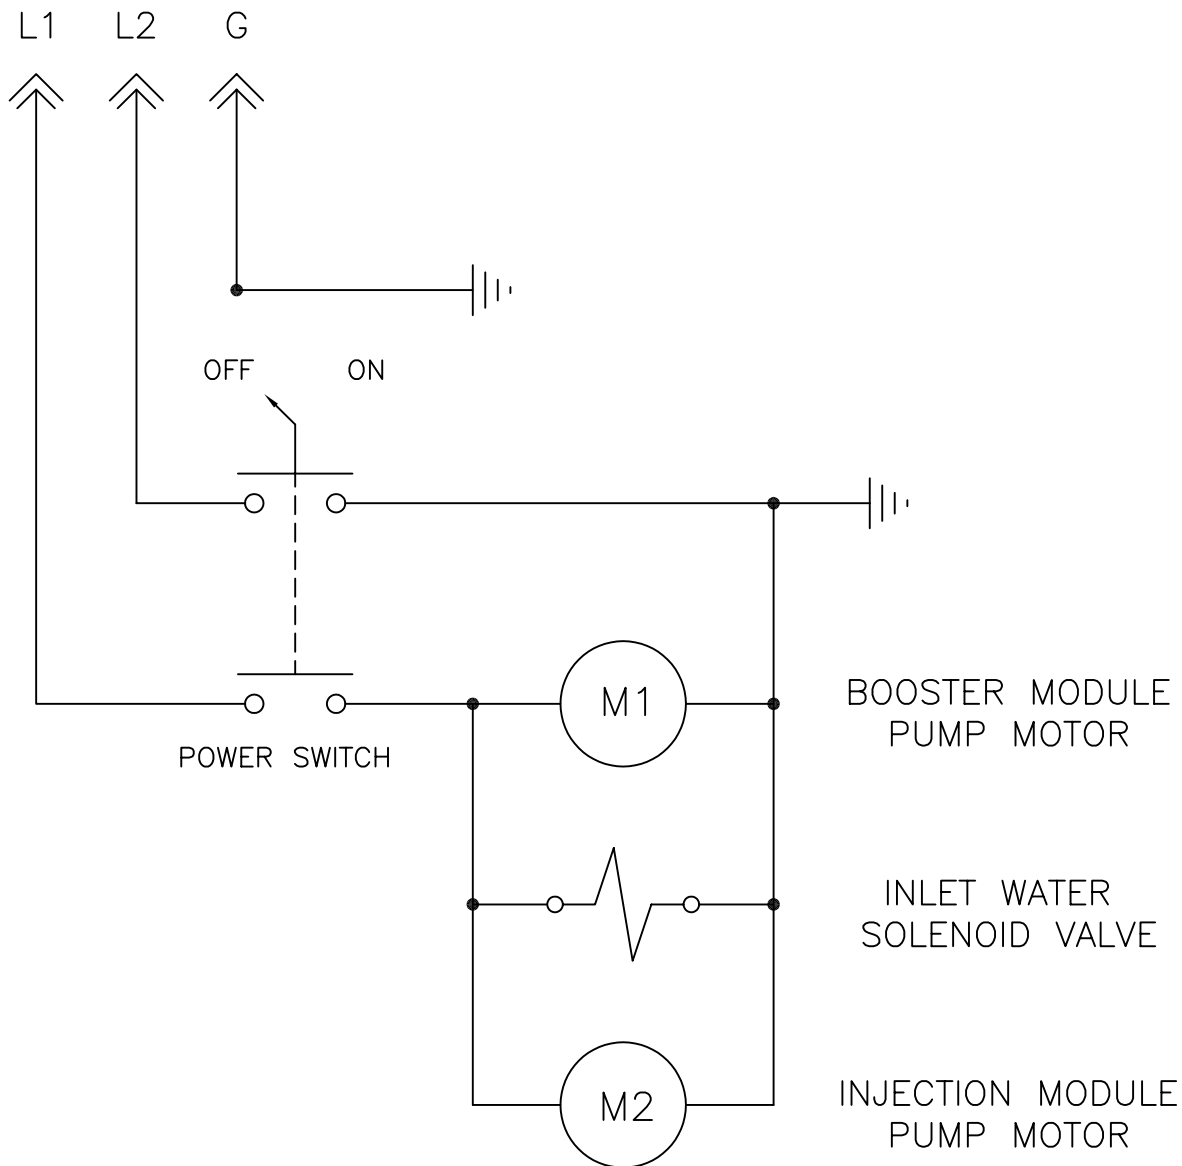 L1 L2 G
OFF ON
POWER SWITCH
M1
BOOSTER MODULE
PUMP MOTOR
INLET WATER
SOLENOID VALVE
M2
INJECTION MODULE
PUMP MOTOR